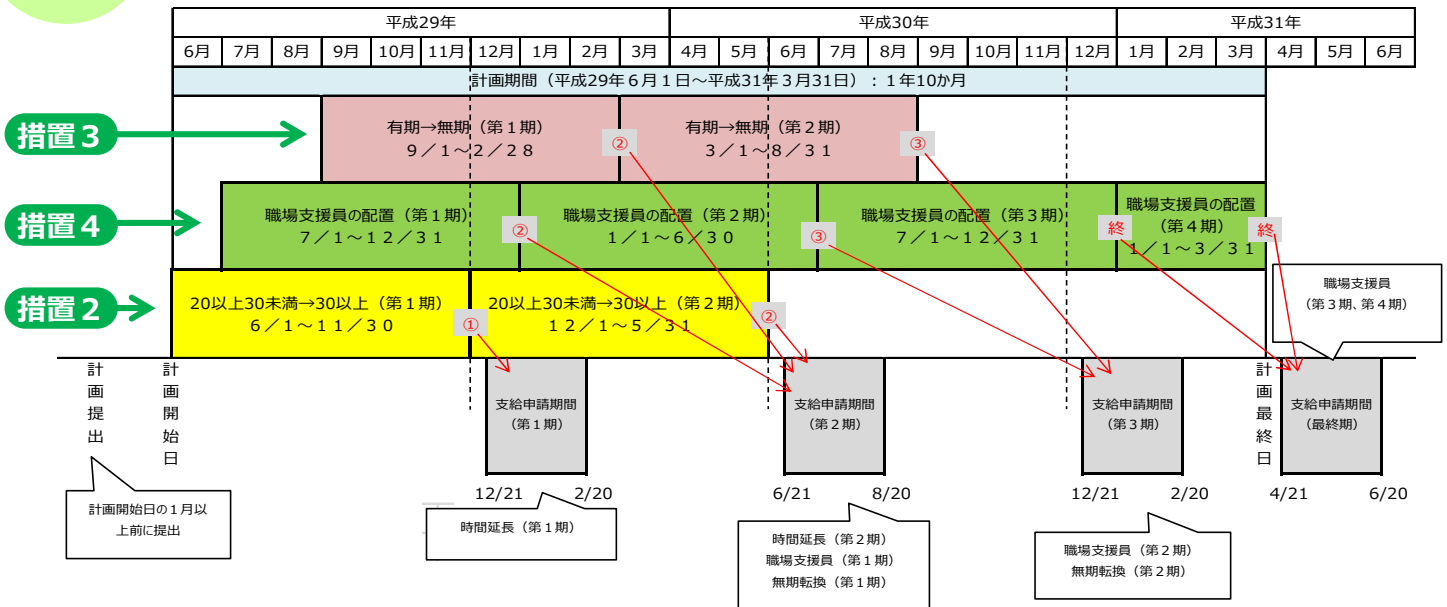 平成29年 平成30年 平成31年
6月 7月 8月 9月 10月 11月 12月 1月 2月 3月 4月 5月 6月 7月 8月 9月 10月 11月 12月 1月 2月 3月 4月 5月 6月
計画期間（平成29年６月１日～平成31年３月31日）：１年10か月
措置３
有期→無期（第１期）
９／１～２／２８
②
有期→無期（第２期）
３／１～８／３１
③
措置４
職場支援員の配置（第１期）
７／１～１２／３１
②
職場支援員の配置（第２期）
１／１～６／３０
③
職場支援員の配置（第３期）
７／１～１２／３１
終
職場支援員の配置
（第４期）
１／１～３／３１
終
措置２
20以上30未満→30以上（第１期）
６／１～１１／３０
①
20以上30未満→30以上（第２期）
１２／１～５／３１
②
職場支援員
（第３期、第４期）
計画提出
計画開始日
支給申請期間
（第１期）
支給申請期間
（第２期）
支給申請期間
（第３期）
計画最終日
支給申請期間
（最終期）
12/21 2/20 6/21 8/20 12/21 2/20 4/21 6/20
計画開始日の１月以
上前に提出
時間延長（第１期）
時間延長（第２期）
職場支援員（第１期）
無期転換（第１期）
職場支援員（第２期）
無期転換（第２期）